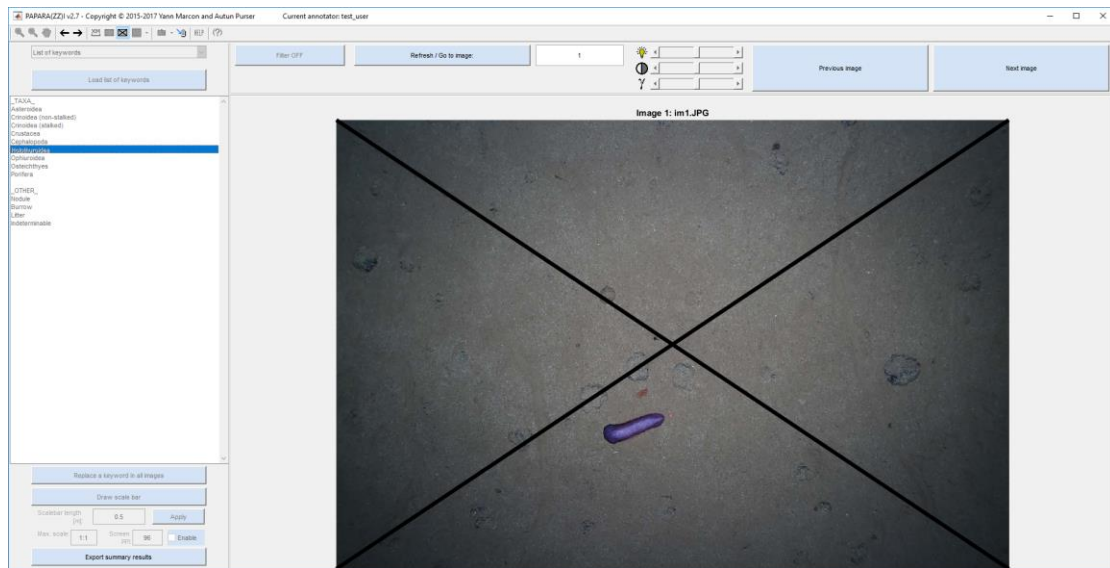 PAPARA(ZZ)I v2.7 - Copyright © 2015-2017 Yann Marcon and Autun Purser Current annotator: test_user
HELP
List of keywords
Load list of keywords
Filter OFF
Refresh / Go to image:
1
Previous image
Next image
_TAXA_
Asteroidea
Crinoidea (non-stalked)
Crinoidea (stalked)
Crustacea
Cephalopoda
Holothuroidea
Ophiuroidea
Osteichthyes
Porifera
_OTHER_
Nodule
Burrow
Litter
Indeterminable
Image 1: im1.JPG
Replace a keyword in all images
Draw scale bar
Scalebar length [m]:
0.5
Apply
Max. scale
1:1
Screen
96
Enable
Export summary results